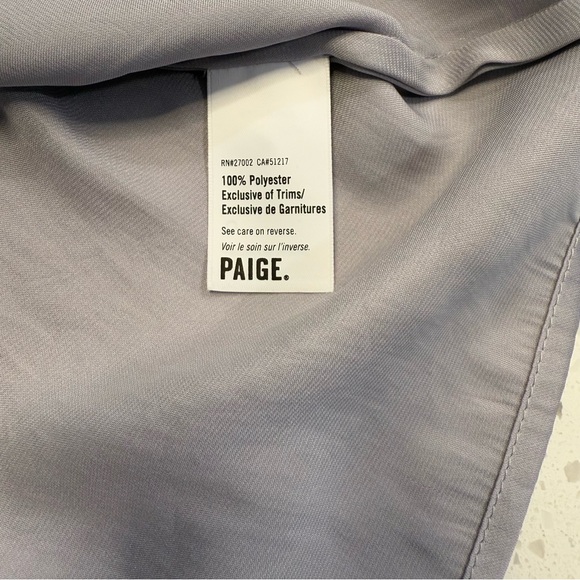 RN#27002 CA#51217
100% Polyester
Exclusive of Trims/
Exclusive de Garnitures
See care on reverse.
Voir le soin sur l'inverse.
PAIGE.